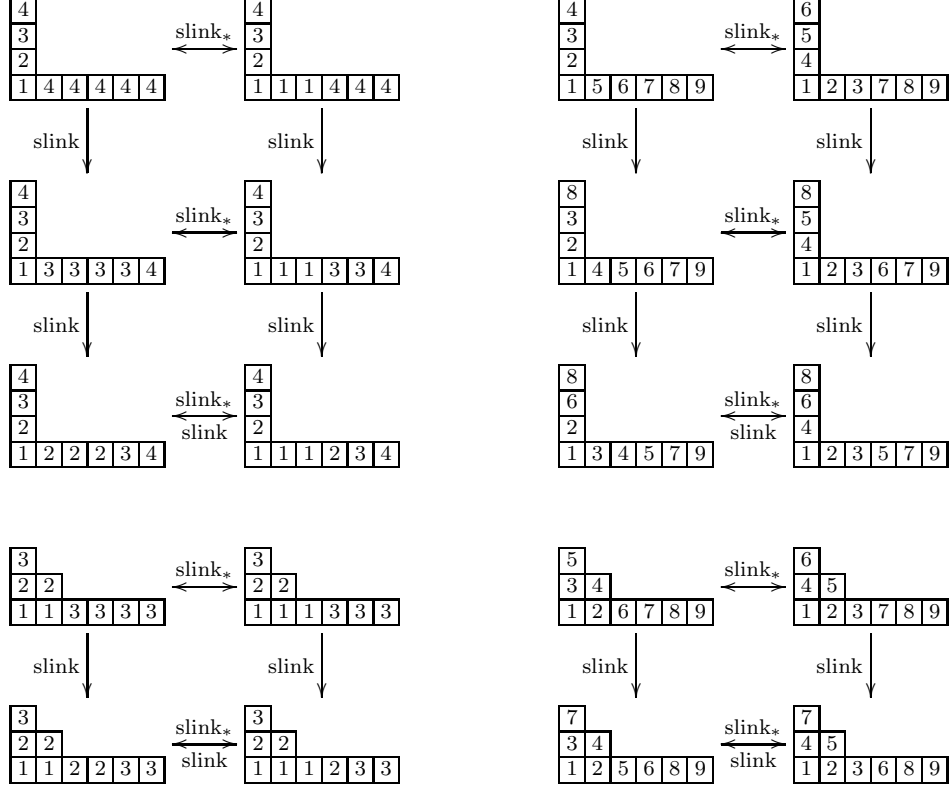 4 4 4 6
3 slink* 3 3 slink* 5
2 2 2 4
1 4 4 4 4 4 1 1 1 4 4 4 1 5 6 7 8 9 1 2 3 7 8 9
slink slink slink slink
4 4 8 8
3 slink* 3 3 slink* 5
2 2 2 4
1 3 3 3 3 4 1 1 1 3 3 4 1 4 5 6 7 9 1 2 3 6 7 9
slink slink slink slink
4 4 8 8
3 slink* 3 6 slink* 6
2 slink 2 2 slink 4
1 2 2 2 3 4 1 1 1 2 3 4 1 3 4 5 7 9 1 2 3 5 7 9
3 slink* 3 5 slink* 6
2 2 2 2 3 4 4 5
1 1 3 3 3 3 1 1 1 3 3 3 1 2 6 7 8 9 1 2 3 7 8 9
slink slink slink slink
3 slink* 3 7 slink* 7
2 2 slink 2 2 3 4 slink 4 5
1 1 2 2 3 3 1 1 1 2 3 3 1 2 5 6 8 9 1 2 3 6 8 9